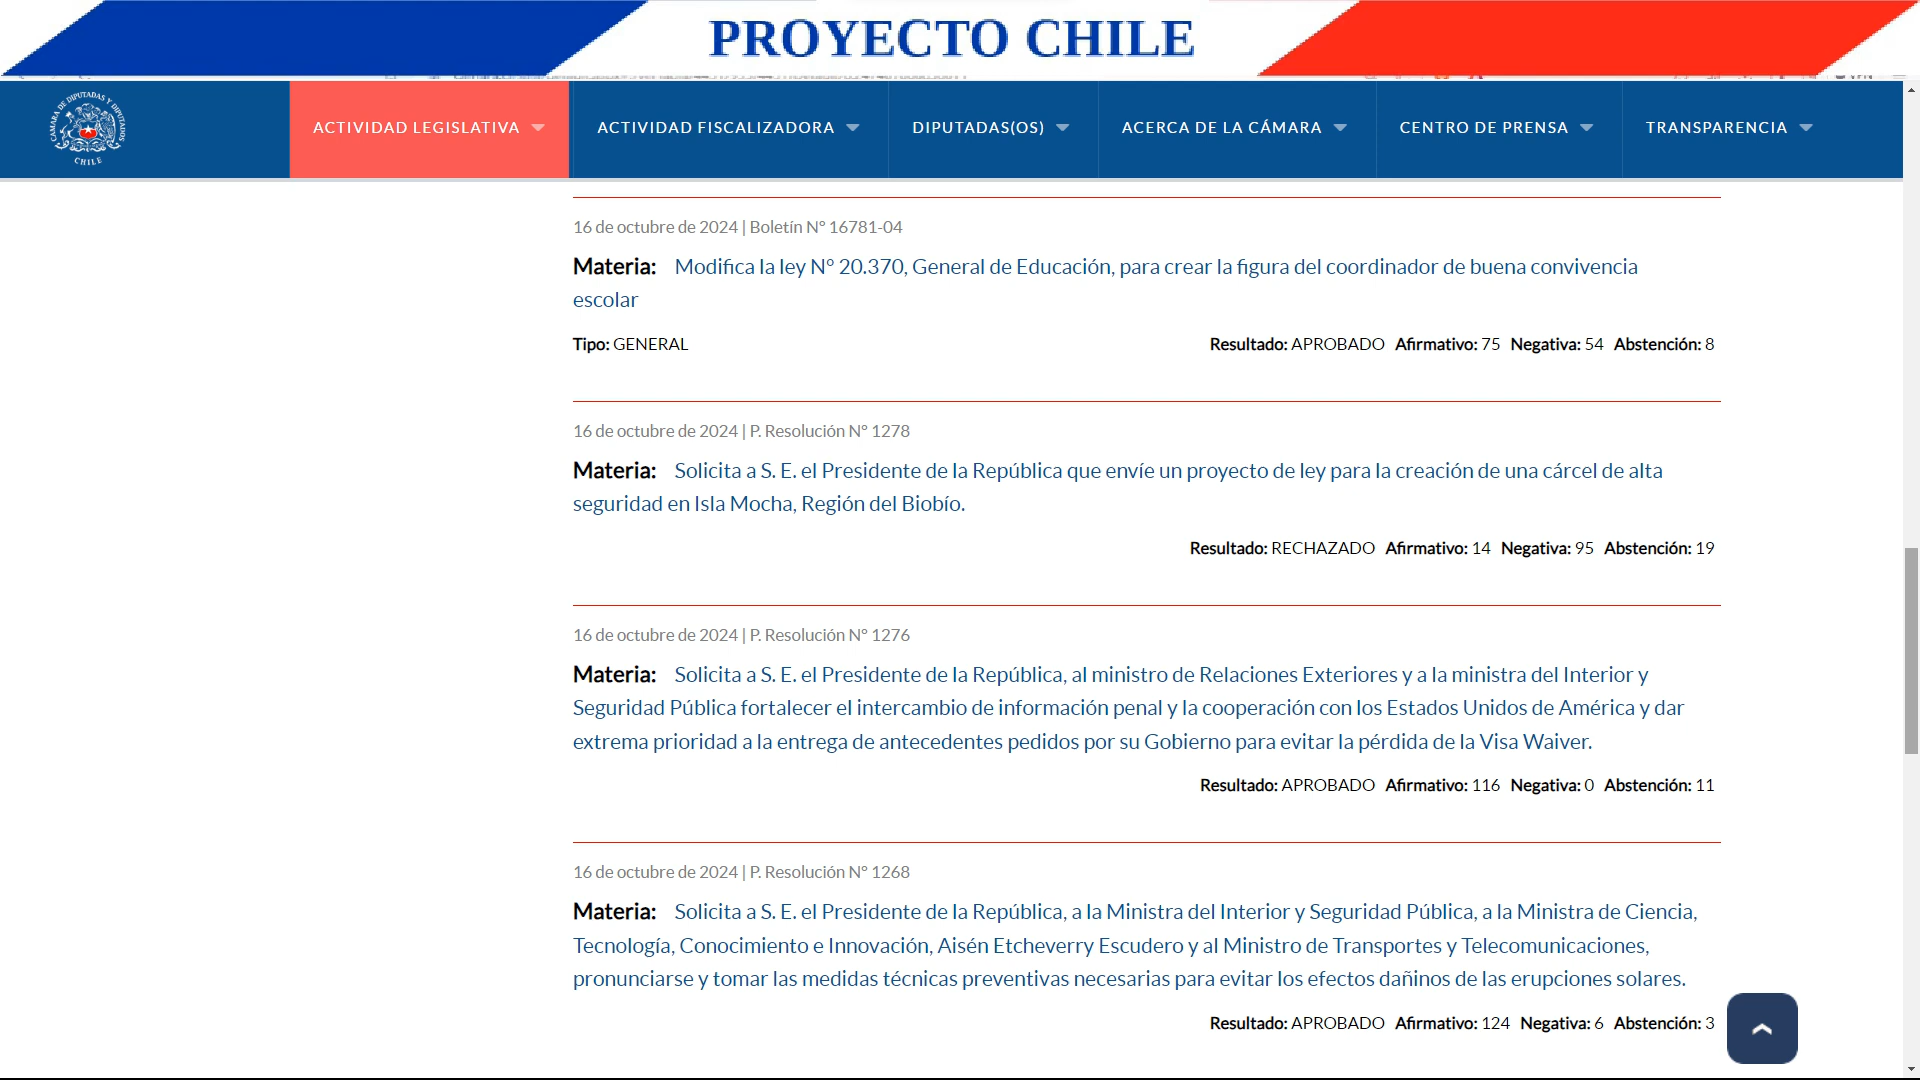 PROYECTO CHILE
CÁMARA DE DIPUTADAS Y DIPUTADOS
CHILE
ACTIVIDAD LEGISLATIVA
ACTIVIDAD FISCALIZADORA
DIPUTADAS(OS)
ACERCA DE LA CÁMARA
CENTRO DE PRENSA
TRANSPARENCIA
16 de octubre de 2024 | Boletín N° 16781-04
Materia: Modifica la ley N° 20.370, General de Educación, para crear la figura del coordinador de buena convivencia
escolar
Tipo: GENERAL Resultado: APROBADO Afirmativo: 75 Negativa: 54 Abstención: 8
16 de octubre de 2024 | P. Resolución N° 1278
Materia: Solicita a S. E. el Presidente de la República que envíe un proyecto de ley para la creación de una cárcel de alta
seguridad en Isla Mocha, Región del Biobío.
Resultado: RECHAZADO Afirmativo: 14 Negativa: 95 Abstención: 19
16 de octubre de 2024 | P. Resolución N° 1276
Materia: Solicita a S. E. el Presidente de la República, al ministro de Relaciones Exteriores y a la ministra del Interior y
Seguridad Pública fortalecer el intercambio de información penal y la cooperación con los Estados Unidos de América y dar
extrema prioridad a la entrega de antecedentes pedidos por su Gobierno para evitar la pérdida de la Visa Waiver.
Resultado: APROBADO Afirmativo: 116 Negativa: 0 Abstención: 11
16 de octubre de 2024 | P. Resolución N° 1268
Materia: Solicita a S. E. el Presidente de la República, a la Ministra del Interior y Seguridad Pública, a la Ministra de Ciencia,
Tecnología, Conocimiento e Innovación, Aisén Etcheverry Escudero y al Ministro de Transportes y Telecomunicaciones,
pronunciarse y tomar las medidas técnicas preventivas necesarias para evitar los efectos dañinos de las erupciones solares.
Resultado: APROBADO Afirmativo: 124 Negativa: 6 Abstención: 3